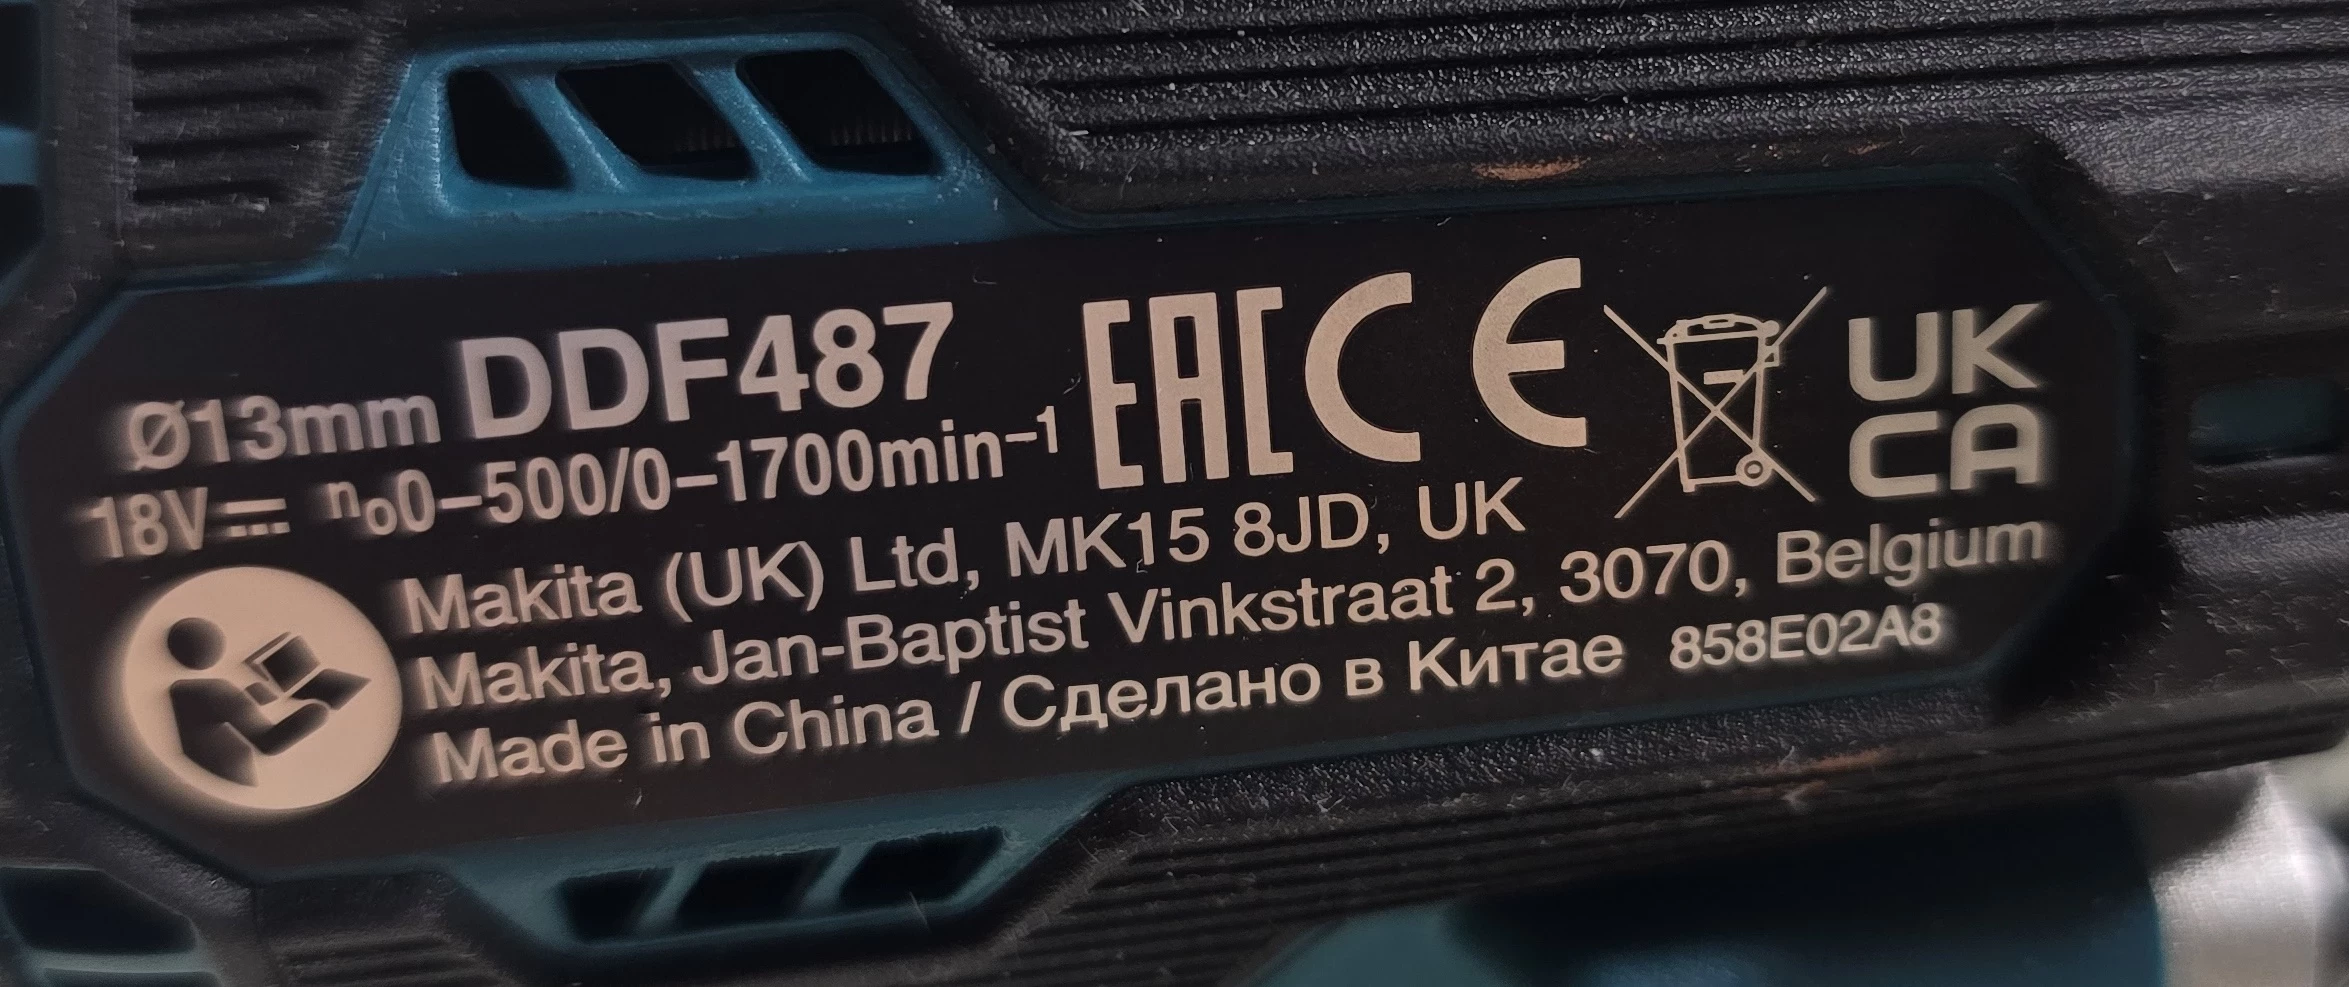 Ø13mm DDF487
18V⎓ n₀0–500/0–1700min⁻¹
EAC CE UK
CA
Makita (UK) Ltd, MK15 8JD, UK
Makita, Jan-Baptist Vinkstraat 2, 3070, Belgium
Made in China / Сделано в Китае 858E02A8